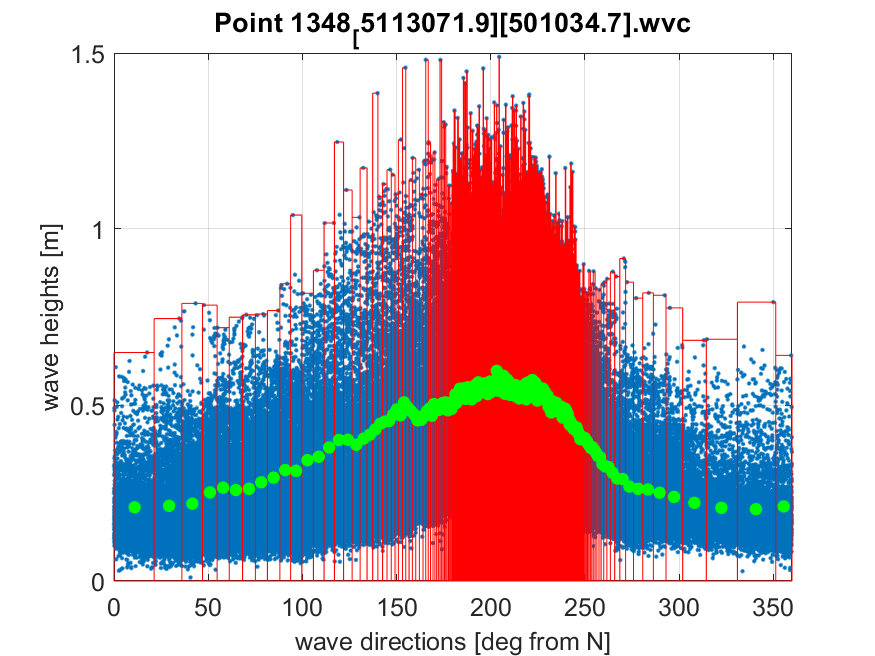 Point 1348[5113071.9][501034.7].wvc
1.5
1
0.5
0
wave heights [m]
0 50 100 150 200 250 300 350
wave directions [deg from N]